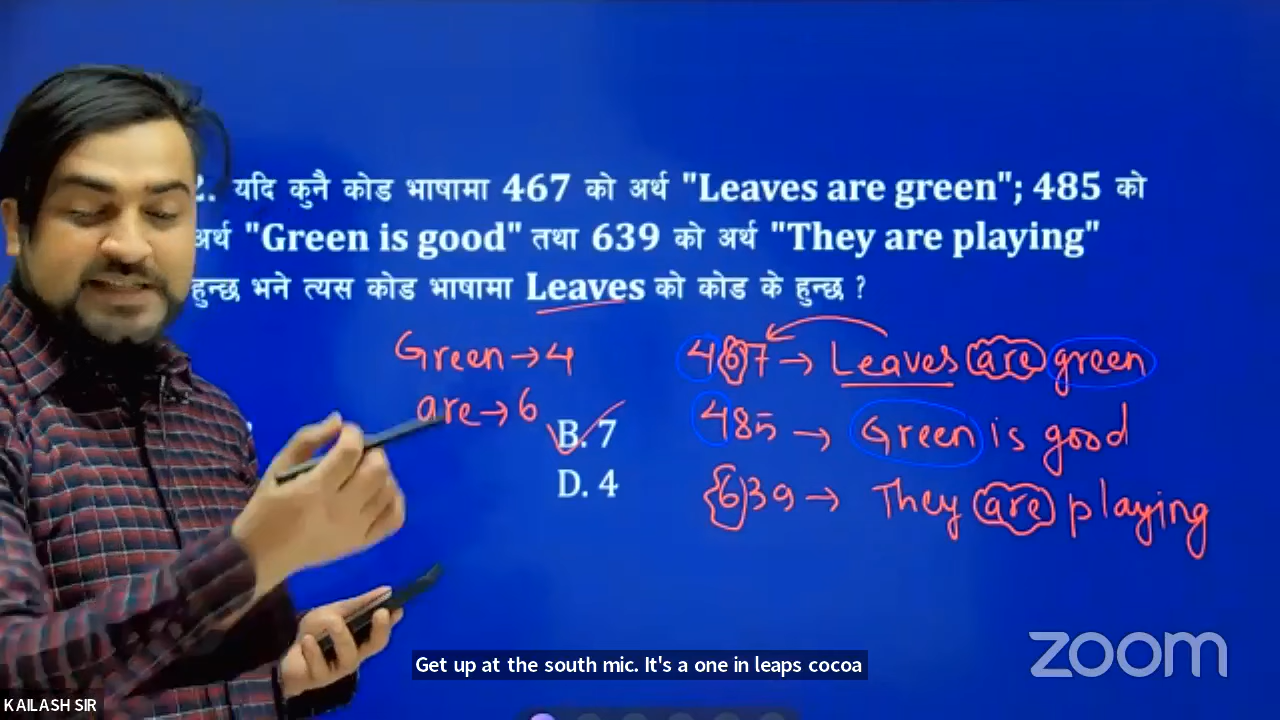 2. यदि कुनै कोड भाषामा 467 को अर्थ "Leaves are green"; 485 को
अर्थ "Green is good" तथा 639 को अर्थ "They are playing"
हुन्छ भने त्यस कोड भाषामा Leaves को कोड के हुन्छ ?
Green → 4
are → 6
B. 7
D. 4
467 → Leaves are green
485 → Green is good
639 → They are playing
Get up at the south mic. It's a one in leaps cocoa
zoom
KAILASH SIR